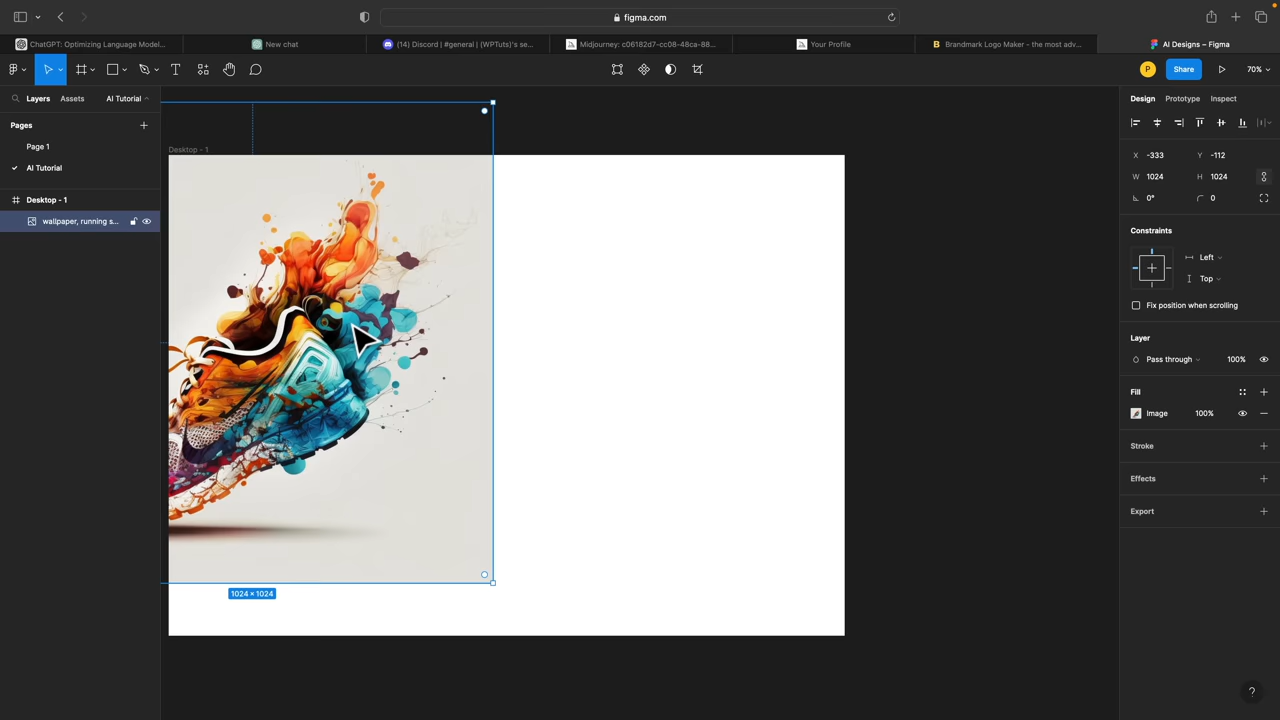 figma.com
ChatGPT: Optimizing Language Model...
New chat
(14) Discord | #general | (WPTuts)'s se...
Midjourney: c06182d7-cc08-48ca-88...
Your Profile
B
Brandmark Logo Maker - the most adv...
AI Designs – Figma
P
Share
70%
Layers
Assets
AI Tutorial
Design
Prototype
Inspect
Pages
Page 1
AI Tutorial
Desktop - 1
wallpaper, running s...
Desktop - 1
1024 × 1024
X
-333
Y
-112
W
1024
H
1024
0°
0
Constraints
Left
Top
Fix position when scrolling
Layer
Pass through
100%
Fill
Image
100%
Stroke
Effects
Export
?